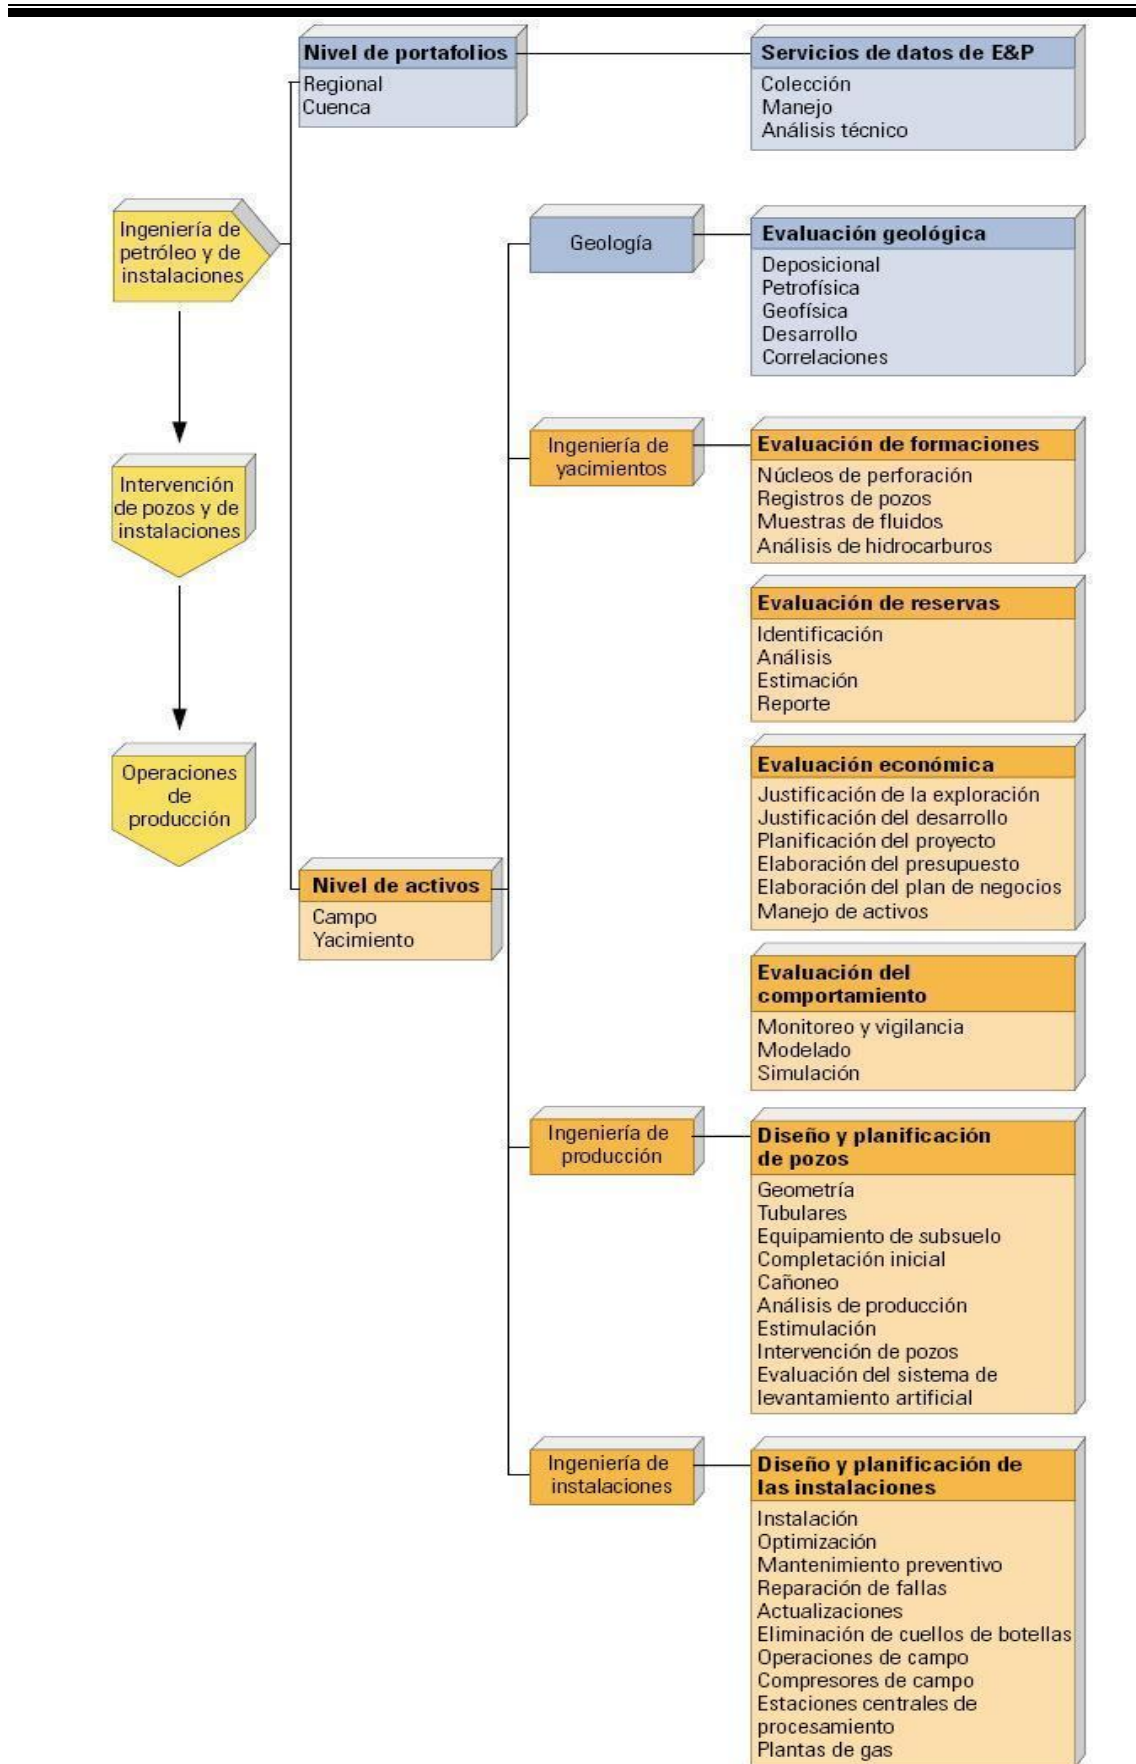 Nivel de portafolios
Regional
Cuenca
Servicios de datos de E&P
Colección
Manejo
Análisis técnico
Ingeniería de
petróleo y de
instalaciones
Intervención
de pozos y de
instalaciones
Operaciones
de
producción
Nivel de activos
Campo
Yacimiento
Geología
Evaluación geológica
Deposicional
Petrofísica
Geofísica
Desarrollo
Correlaciones
Ingeniería de
yacimientos
Evaluación de formaciones
Núcleos de perforación
Registros de pozos
Muestras de fluidos
Análisis de hidrocarburos
Evaluación de reservas
Identificación
Análisis
Estimación
Reporte
Evaluación económica
Justificación de la exploración
Justificación del desarrollo
Planificación del proyecto
Elaboración del presupuesto
Elaboración del plan de negocios
Manejo de activos
Evaluación del
comportamiento
Monitoreo y vigilancia
Modelado
Simulación
Ingeniería de
producción
Diseño y planificación
de pozos
Geometría
Tubulares
Equipamiento de subsuelo
Completación inicial
Cañoneo
Análisis de producción
Estimulación
Intervención de pozos
Evaluación del sistema de
levantamiento artificial
Ingeniería de
instalaciones
Diseño y planificación de
las instalaciones
Instalación
Optimización
Mantenimiento preventivo
Reparación de fallas
Actualizaciones
Eliminación de cuellos de botellas
Operaciones de campo
Compresores de campo
Estaciones centrales de
procesamiento
Plantas de gas